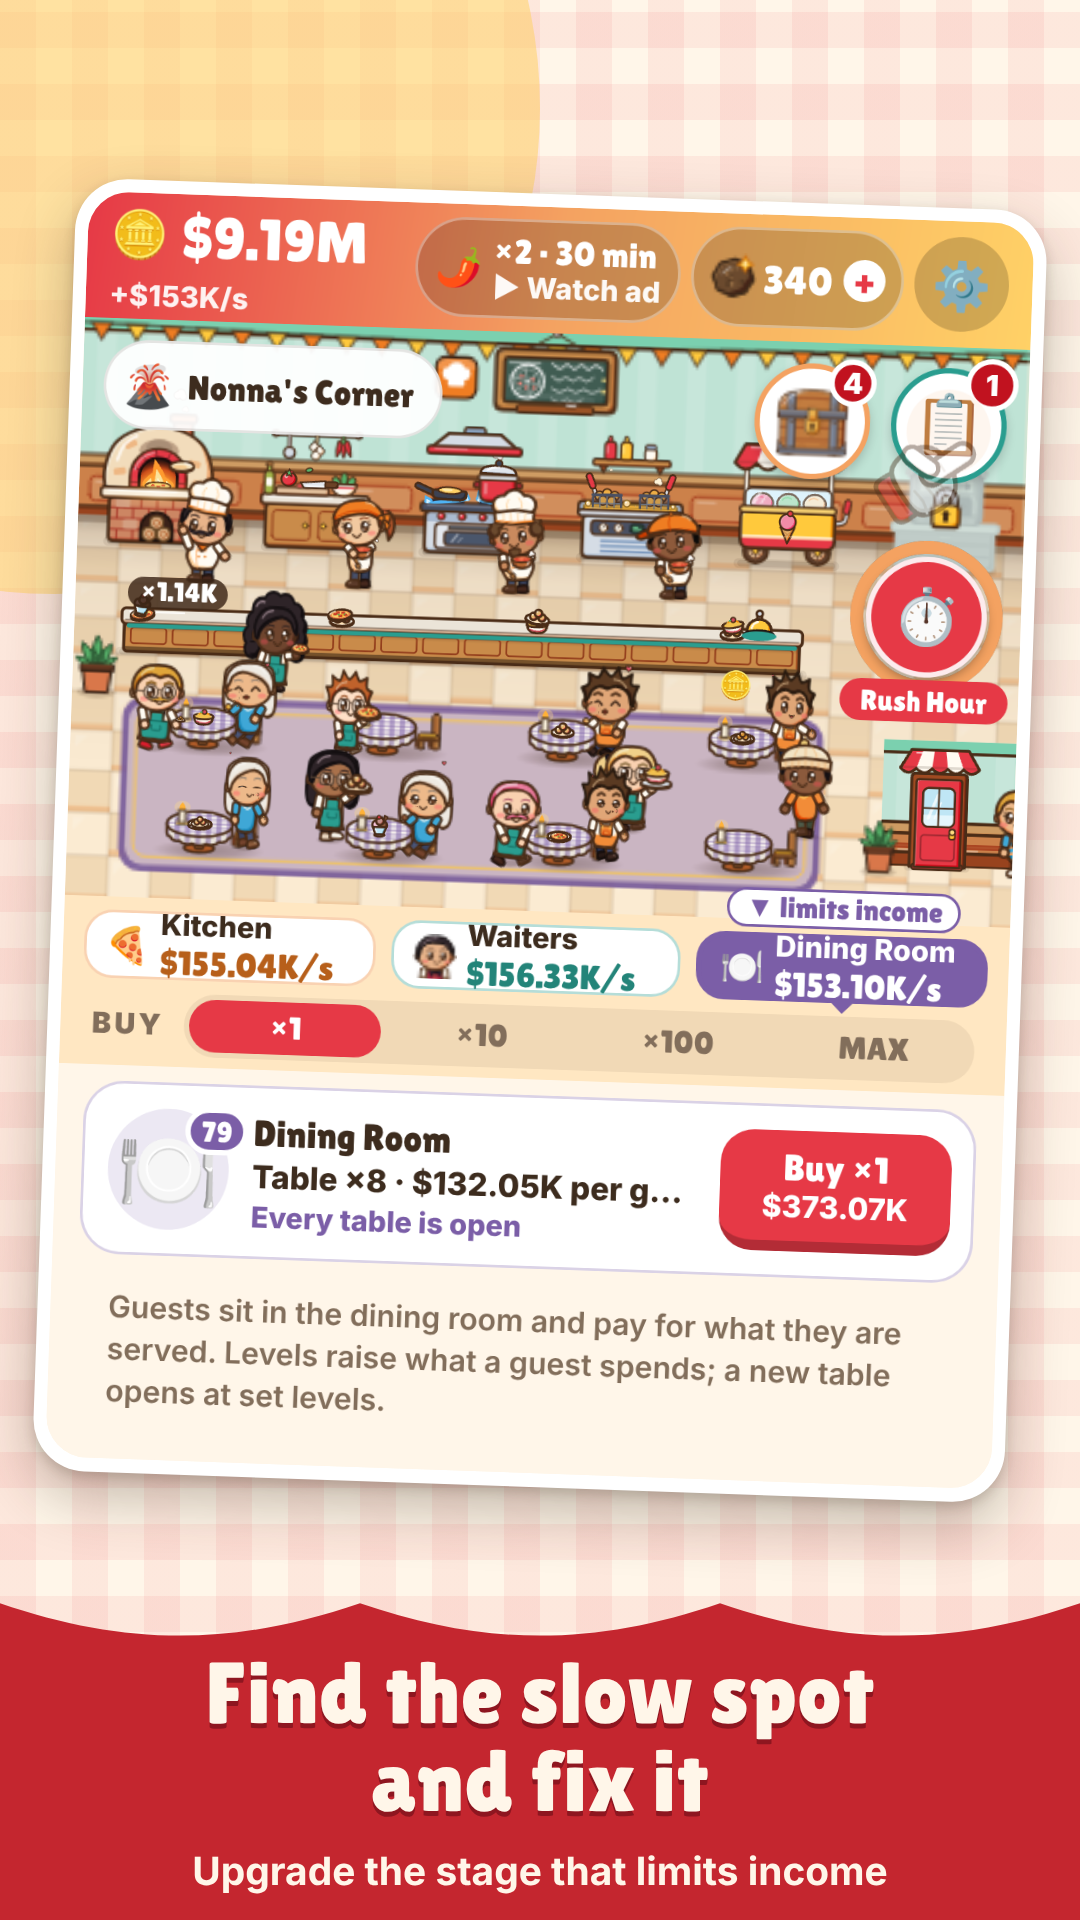 $9.19M
+$153K/s
×2 · 30 min
▶ Watch ad
340 +
Nonna's Corner
4
1
×1.14K
Rush Hour
▼ limits income
Kitchen
$155.04K/s
Waiters
$156.33K/s
Dining Room
$153.10K/s
BUY ×1 ×10 ×100 MAX
79
Dining Room
Table ×8 · $132.05K per g...
Every table is open
Buy ×1
$373.07K
Guests sit in the dining room and pay for what they are
served. Levels raise what a guest spends; a new table
opens at set levels.
Find the slow spot
and fix it
Upgrade the stage that limits income